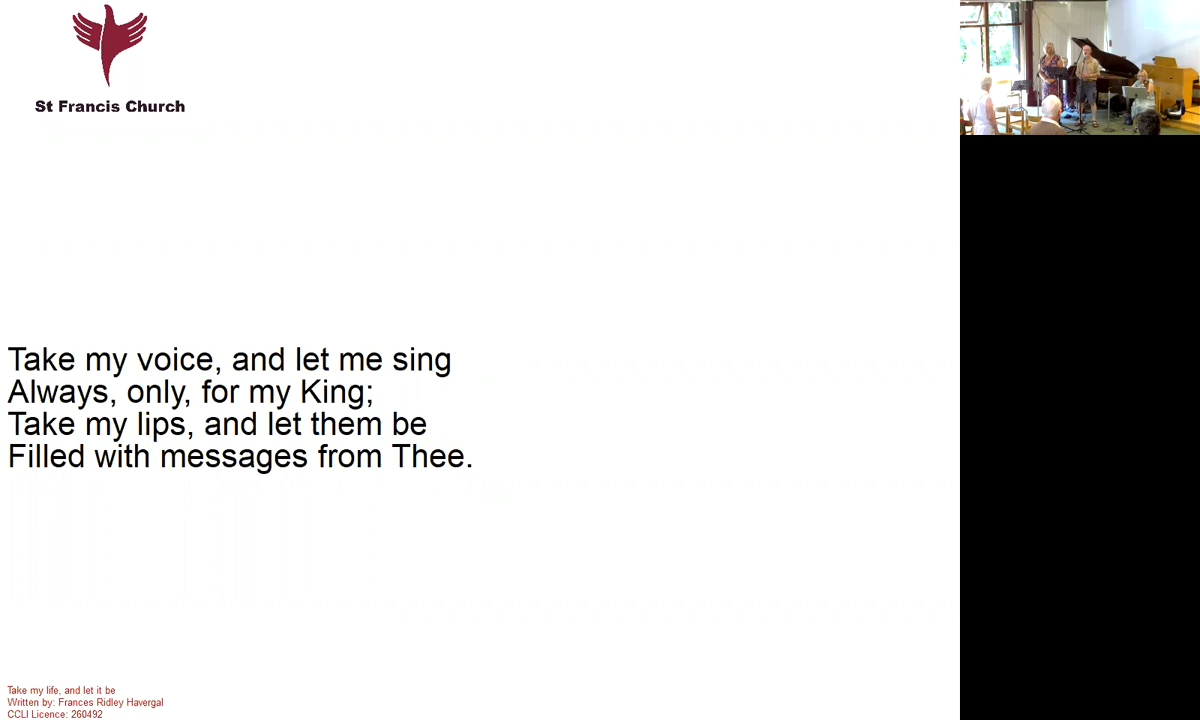 St Francis Church
Take my voice, and let me sing
Always, only, for my King;
Take my lips, and let them be
Filled with messages from Thee.
Take my life, and let it be
Written by: Frances Ridley Havergal
CCLI Licence: 260492